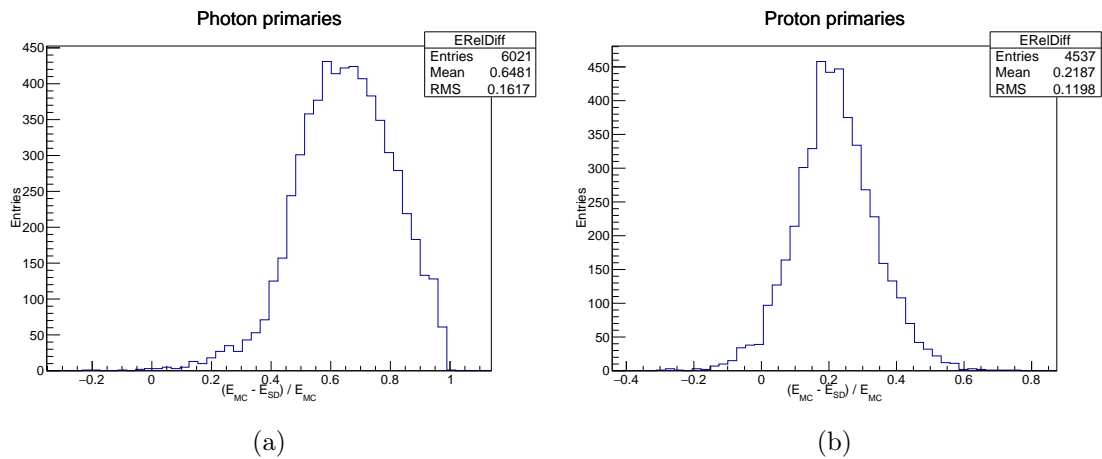 Photon primaries
ERelDiff
Entries 6021
Mean 0.6481
RMS 0.1617
Entries
450
400
350
300
250
200
150
100
50
0
−0.2 0 0.2 0.4 0.6 0.8 1
(E_MC - E_SD) / E_MC
(a)
Proton primaries
ERelDiff
Entries 4537
Mean 0.2187
RMS 0.1198
Entries
450
400
350
300
250
200
150
100
50
0
−0.4 −0.2 0 0.2 0.4 0.6 0.8
(E_MC - E_SD) / E_MC
(b)